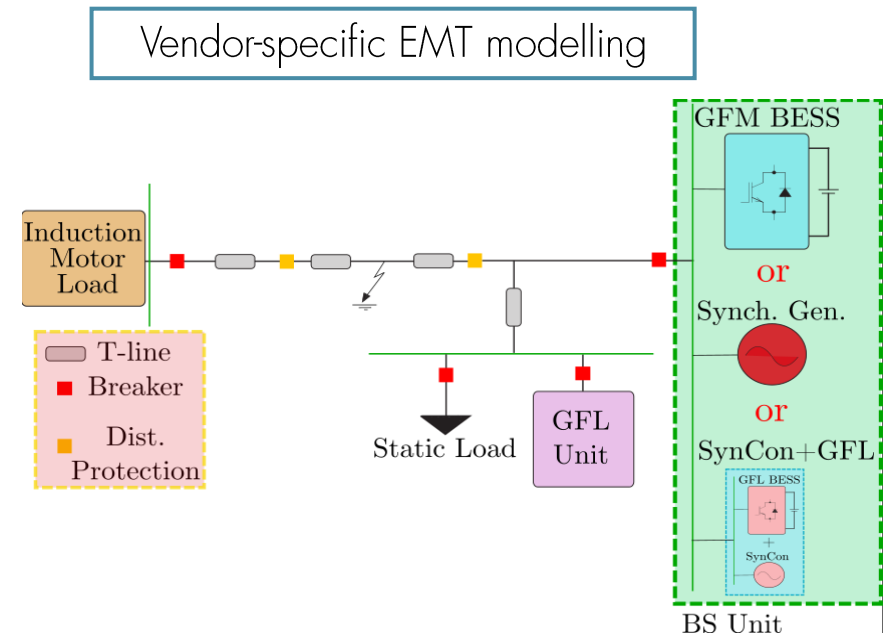 Vendor-specific EMT modelling
GFM BESS
Induction
Motor
Load
or
Synch. Gen.
T-line
Breaker
Dist.
Protection
or
Static Load
GFL
Unit
SynCon+GFL
GFL BESS
+
SynCon
BS Unit